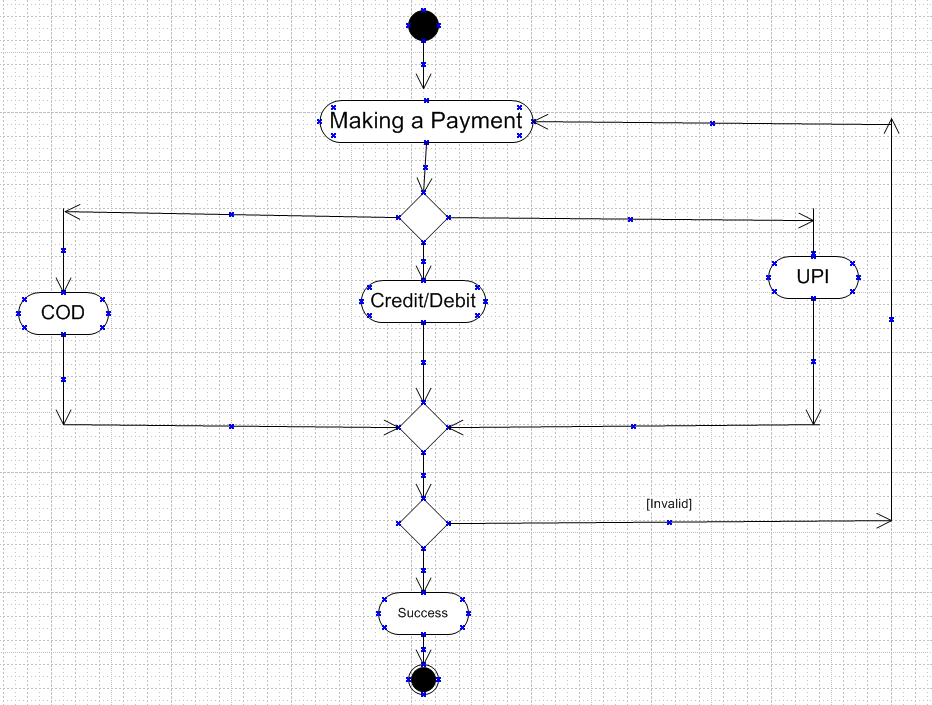 Making a Payment
UPI
Credit/Debit
COD
[Invalid]
Success